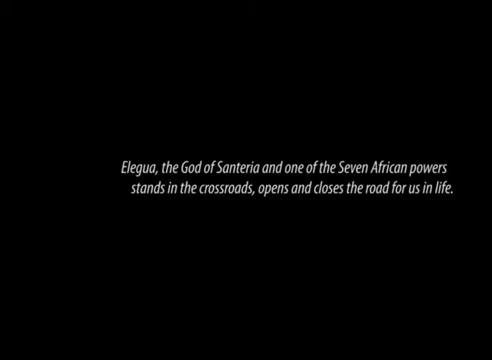 Elegua, the God of Santeria and one of the Seven African powers
stands in the crossroads, opens and closes the road for us in life.